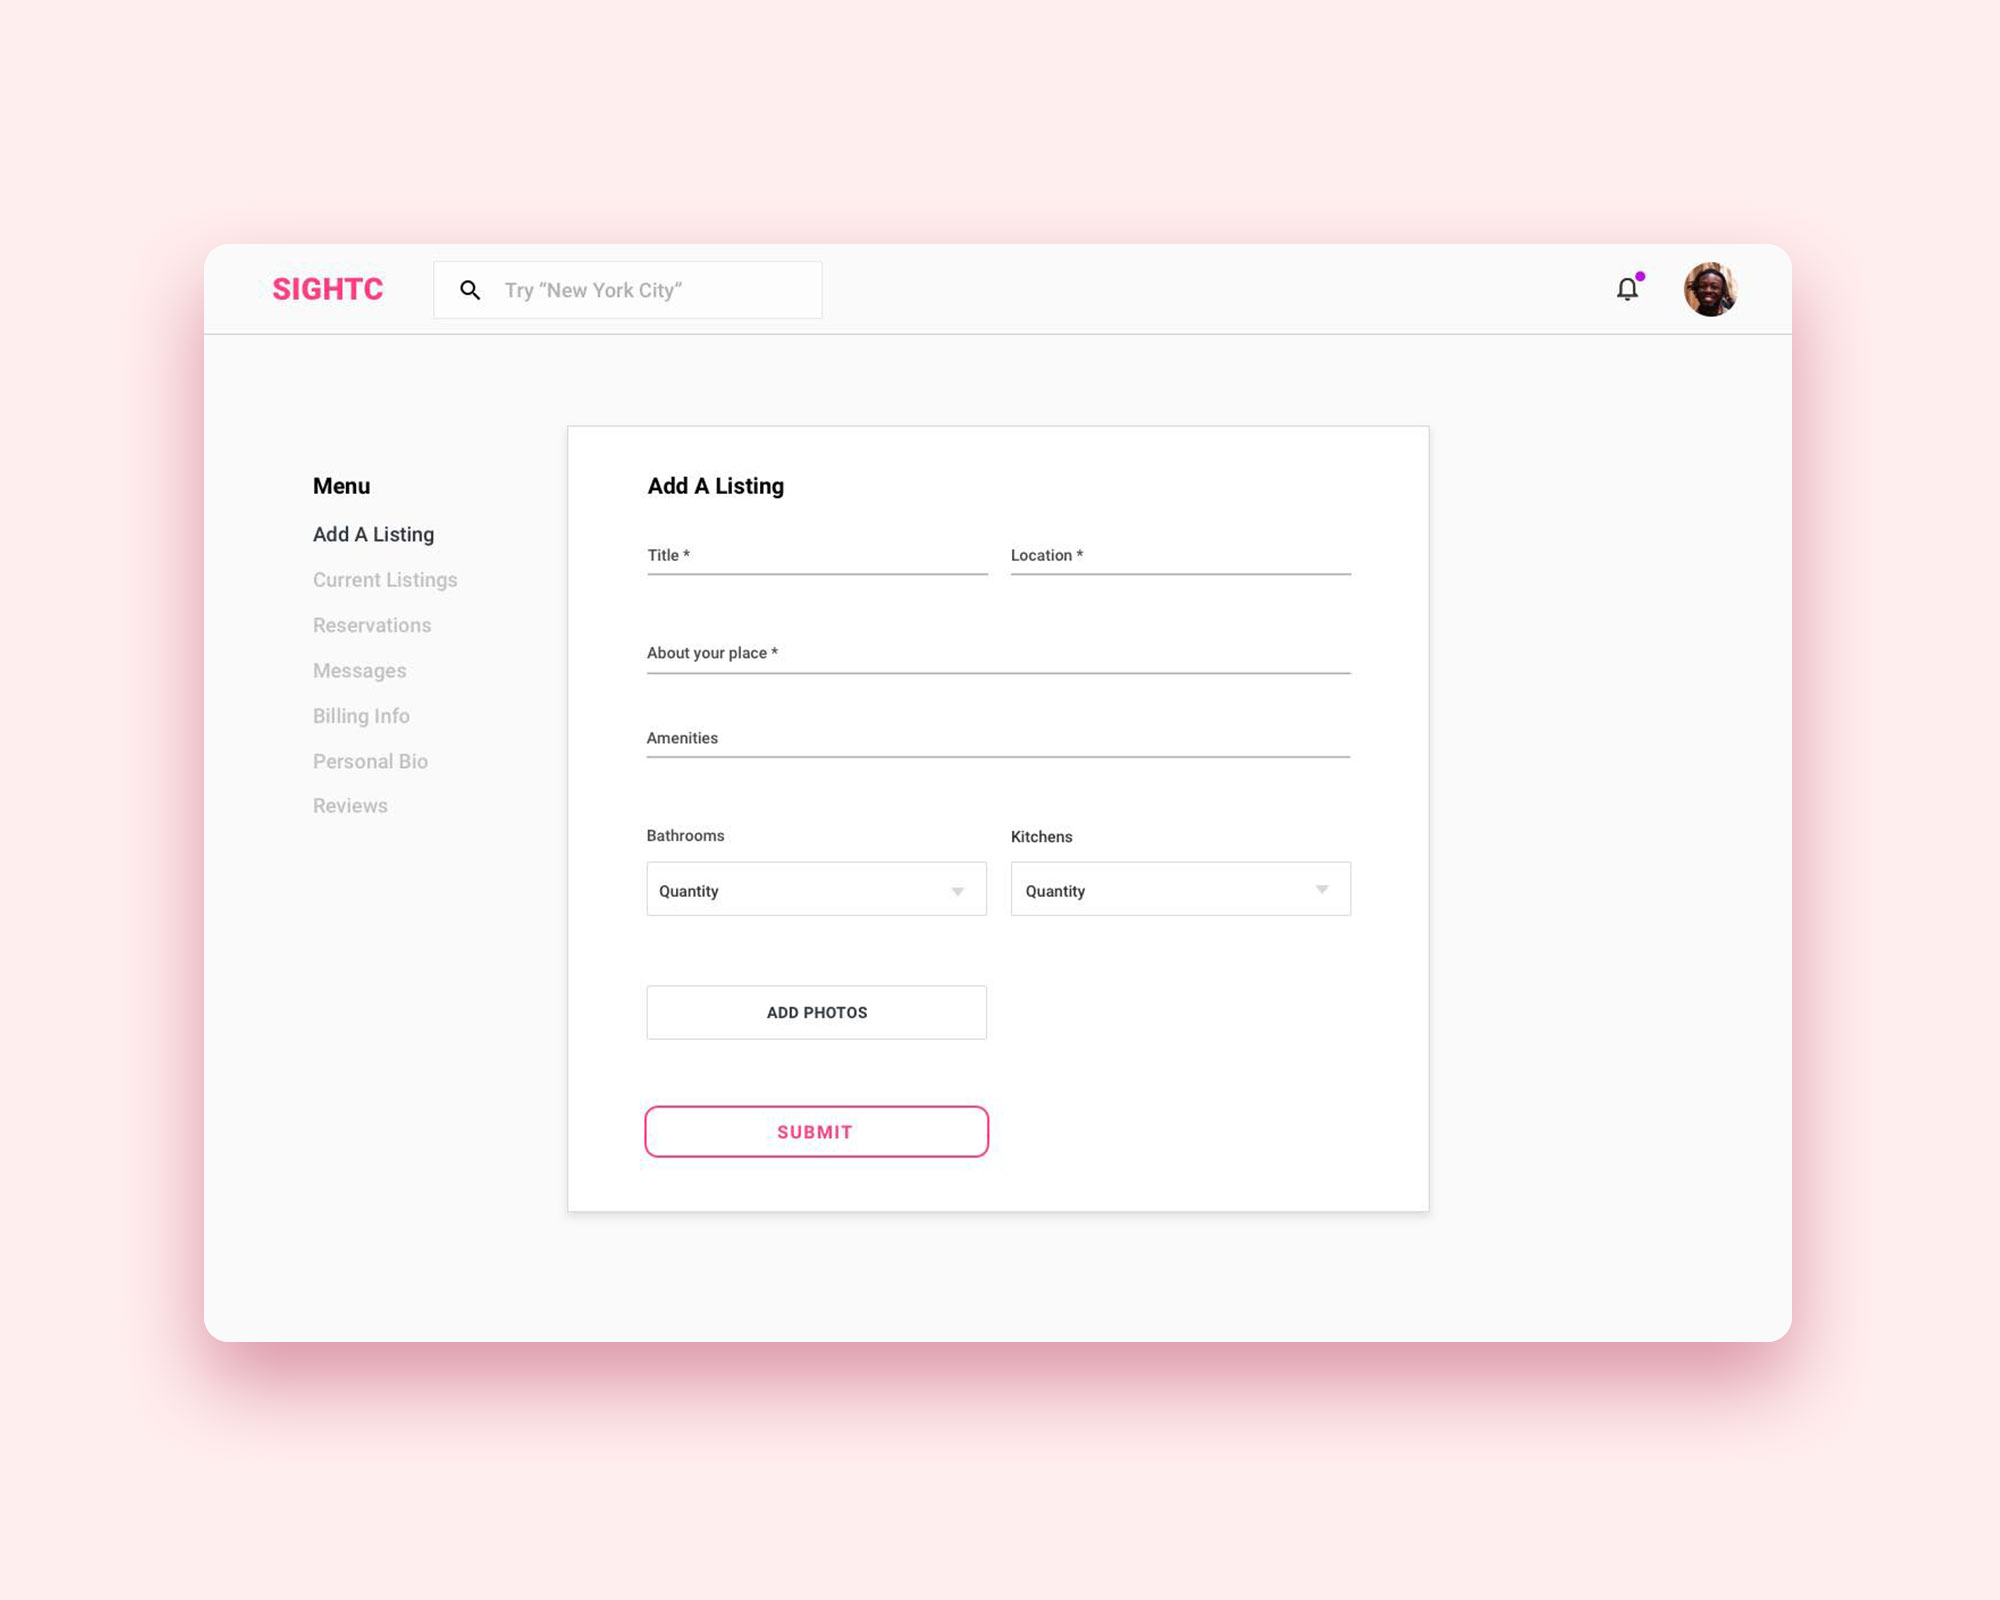 SIGHTC
Try “New York City”
Menu
Add A Listing
Current Listings
Reservations
Messages
Billing Info
Personal Bio
Reviews
Add A Listing
Title *
Location *
About your place *
Amenities
Bathrooms
Kitchens
Quantity
Quantity
ADD PHOTOS
SUBMIT